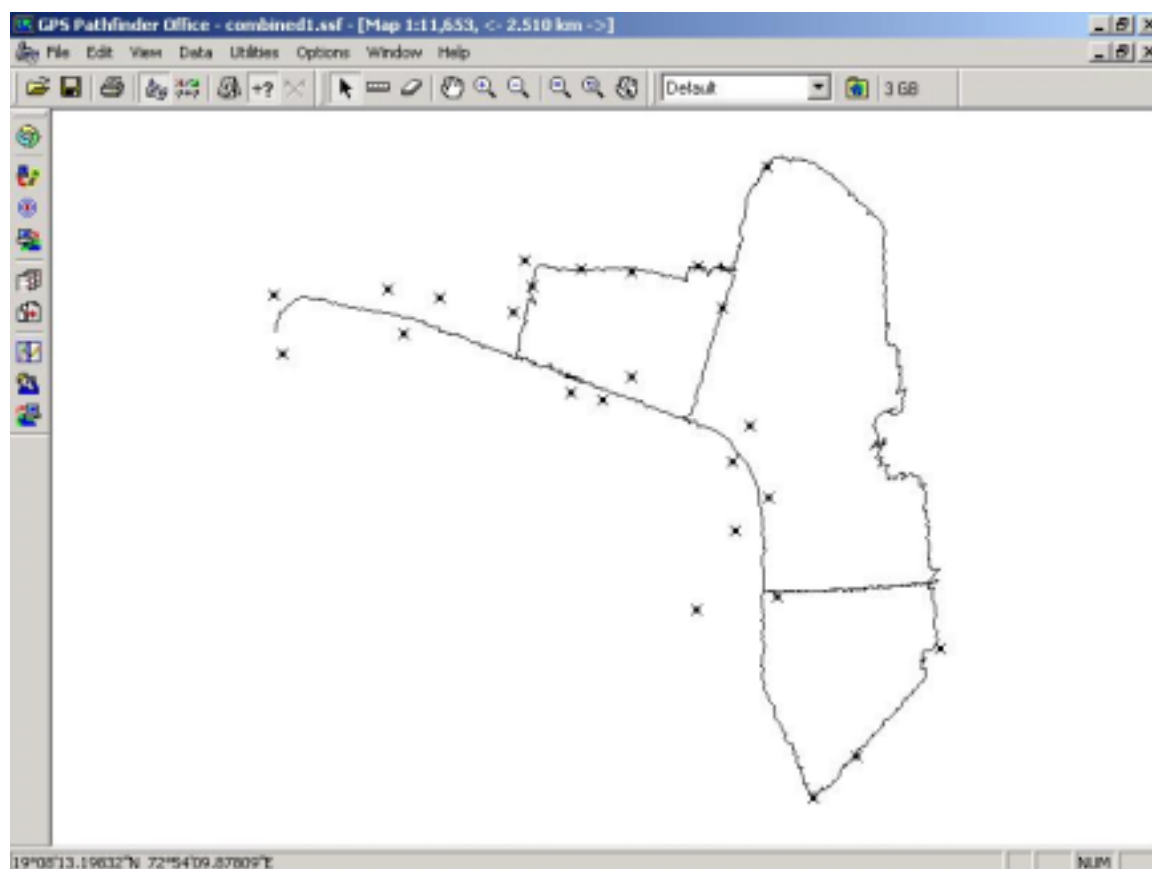 GPS Pathfinder Office - combined1.ssf - [Map 1:11,653, <- 2.510 km ->]
File Edit View Data Utilities Options Window Help
Default 3 GB
19°08'13.19832"N 72°54'09.87809"E NUM